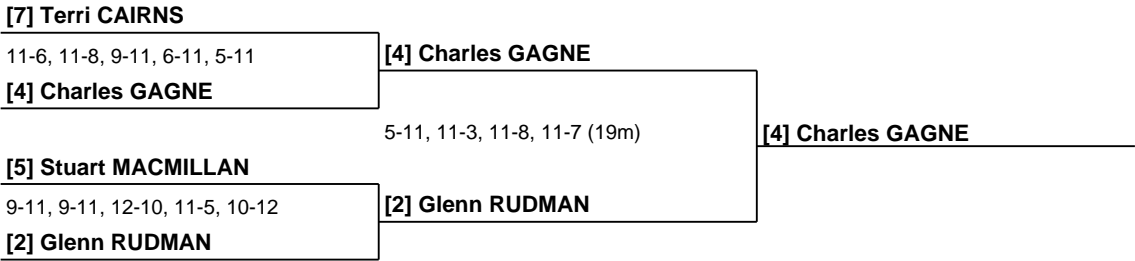 [7] Terri CAIRNS
11-6, 11-8, 9-11, 6-11, 5-11
[4] Charles GAGNE
[4] Charles GAGNE
5-11, 11-3, 11-8, 11-7 (19m)
[4] Charles GAGNE
[5] Stuart MACMILLAN
9-11, 9-11, 12-10, 11-5, 10-12
[2] Glenn RUDMAN
[2] Glenn RUDMAN